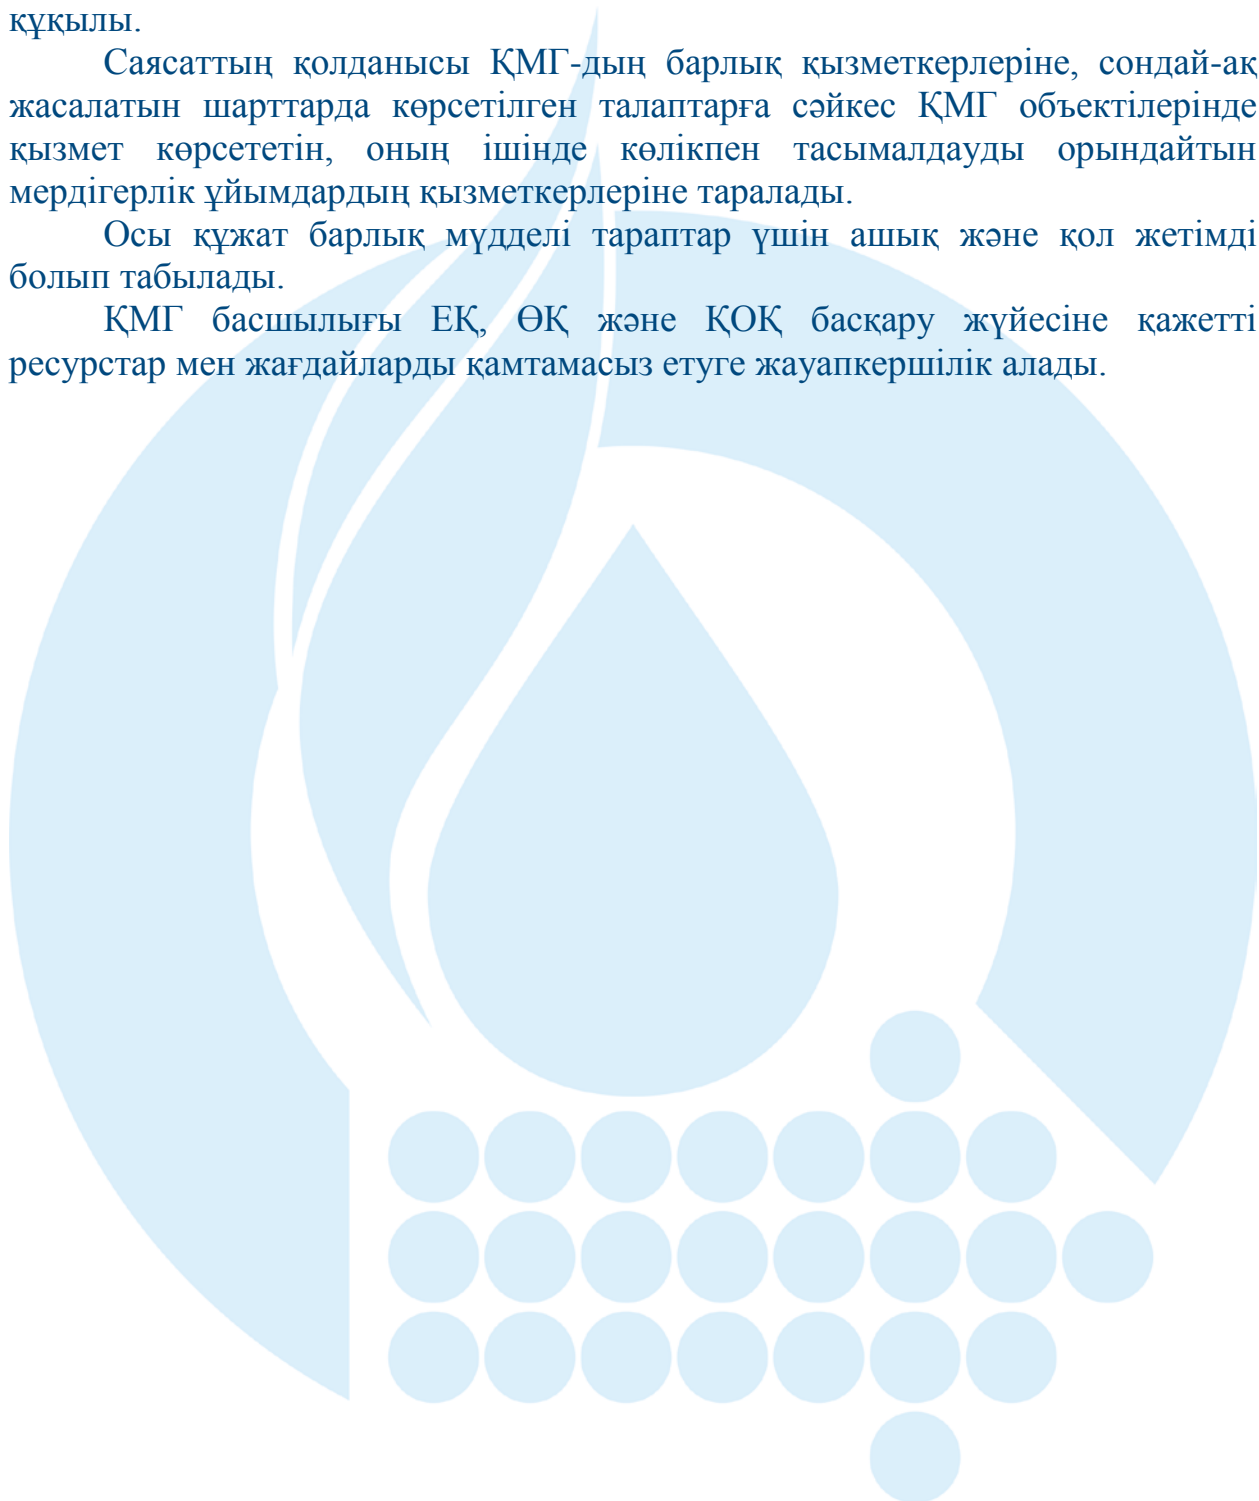 құқылы.
Саясаттың қолданысы ҚМГ-дың барлық қызметкерлеріне, сондай-ақ
жасалатын шарттарда көрсетілген талаптарға сәйкес ҚМГ объектілерінде
қызмет көрсететін, оның ішінде көлікпен тасымалдауды орындайтын
мердігерлік ұйымдардың қызметкерлеріне таралады.
Осы құжат барлық мүдделі тараптар үшін ашық және қол жетімді
болып табылады.
ҚМГ басшылығы ЕҚ, ӨҚ және ҚОҚ басқару жүйесіне қажетті
ресурстар мен жағдайларды қамтамасыз етуге жауапкершілік алады.